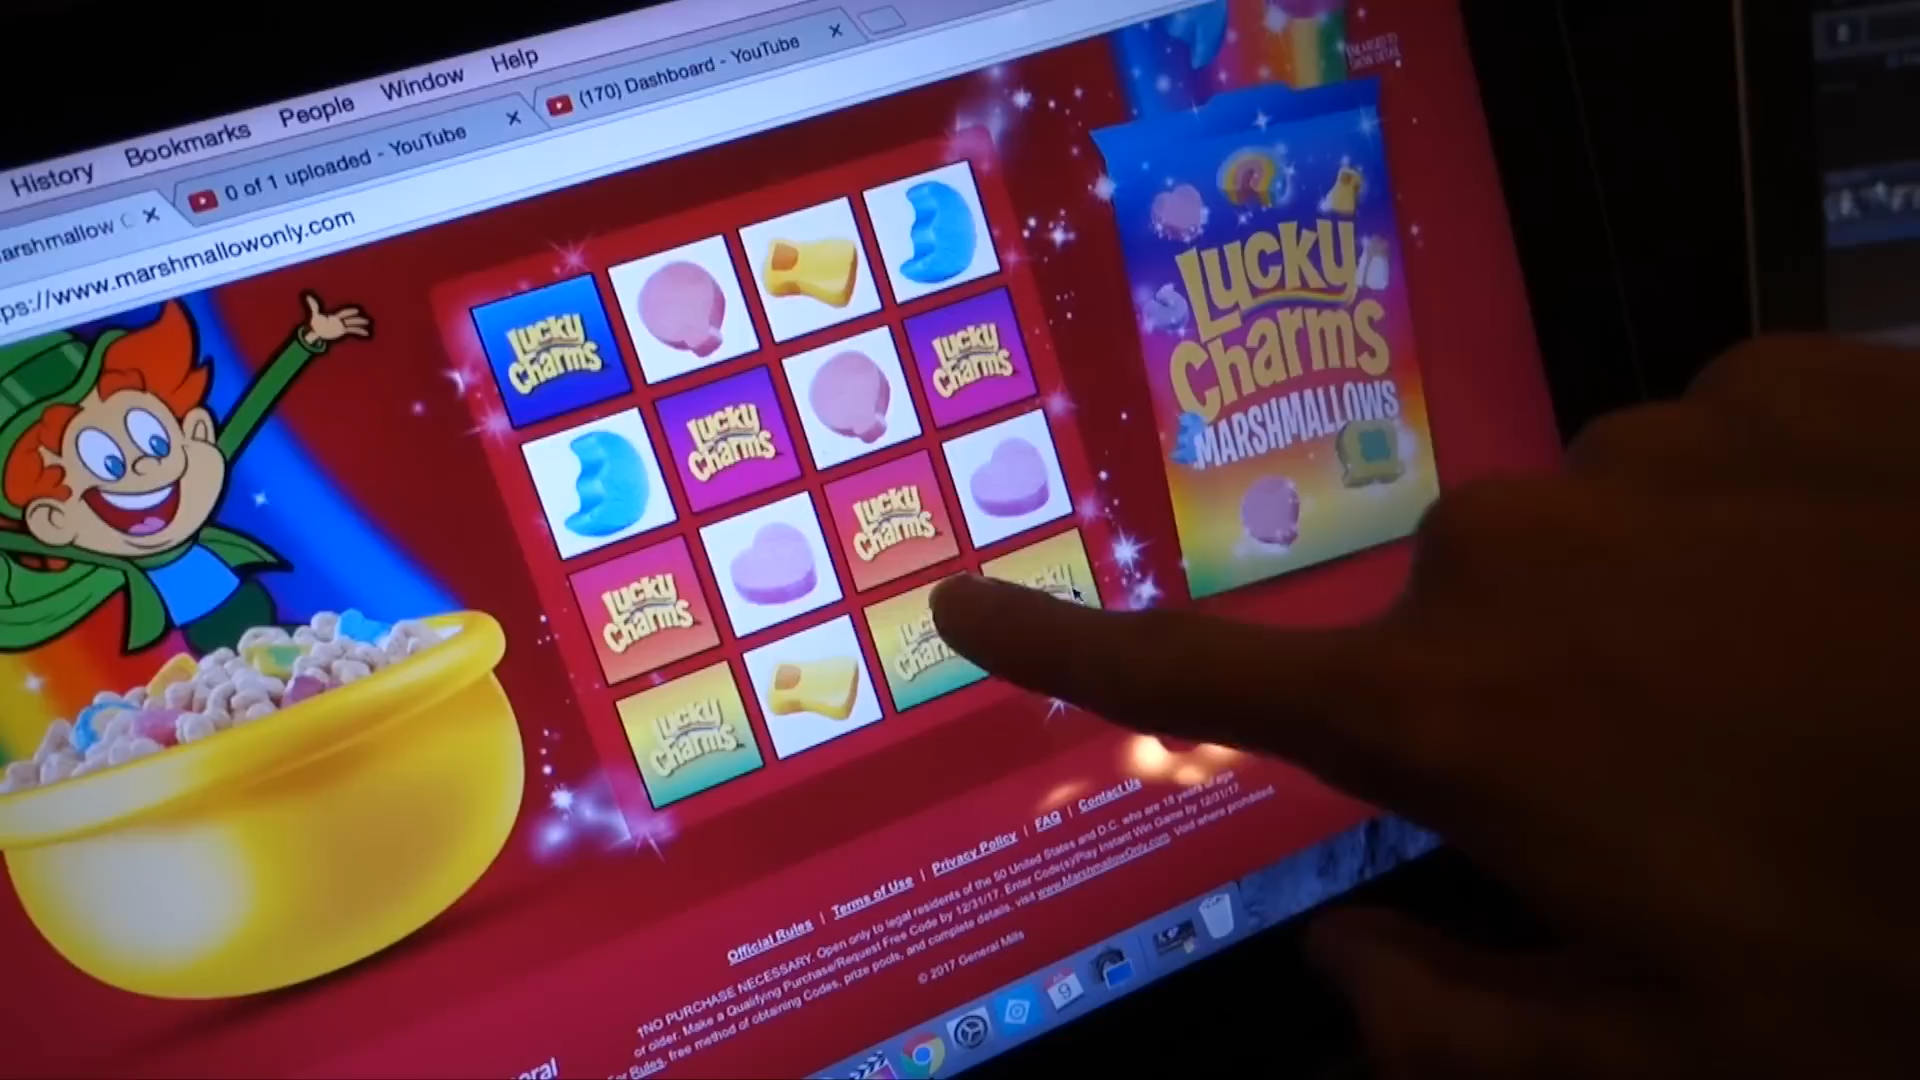 History Bookmarks People Window Help
arshmallow
0 of 1 uploaded - YouTube
(170) Dashboard - YouTube
ps://www.marshmallowonly.com
Lucky Charms
Lucky Charms
Lucky Charms
Lucky Charms
Lucky Charms
Lucky Charms
Lucky
Lucky
Charms
MARSHMALLOWS
Official Rules | Terms of Use | Privacy Policy | FAQ | Contact Us
†NO PURCHASE NECESSARY. Open only to legal residents of the 50 United States and D.C. who are 18 years of age
or older. Make a Qualifying Purchase/Request Free Code by 12/31/17. Enter Code(s)/Play Instant Win Game by 12/31/17.
Rules, free method of obtaining Codes, prize pools, and complete details, visit www.MarshmallowOnly.com. Void where prohibited.
© 2017 General Mills
9